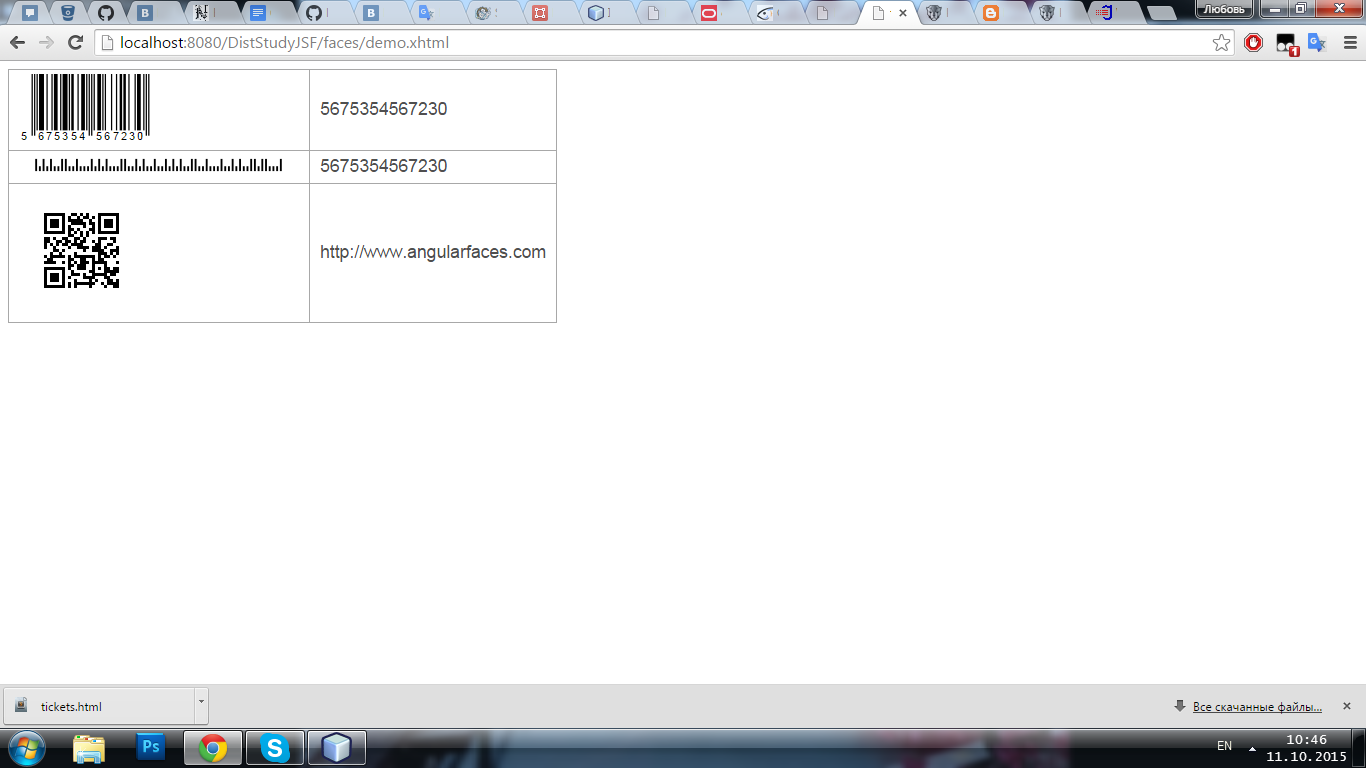 Любовь
localhost:8080/DistStudyJSF/faces/demo.xhtml
5675354567230
5 675354 567230
5675354567230
http://www.angularfaces.com
tickets.html
Все скачанные файлы...
EN
10:46
11.10.2015